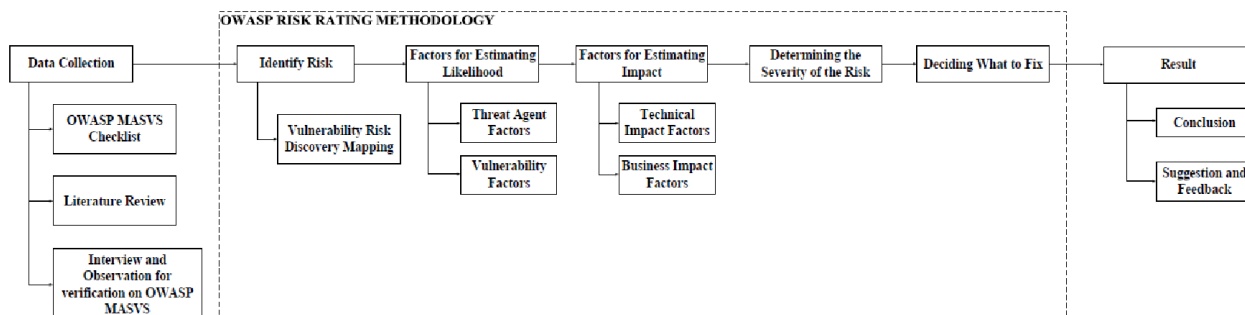 OWASP RISK RATING METHODOLOGY
Data Collection
OWASP MASVS
Checklist
Literature Review
Interview and
Observation for
verification on OWASP
MASVS
Identify Risk
Vulnerability Risk
Discovery Mapping
Factors for Estimating
Likelihood
Threat Agent
Factors
Vulnerability
Factors
Factors for Estimating
Impact
Technical
Impact Factors
Business Impact
Factors
Determining the
Severity of the Risk
Deciding What to Fix
Result
Conclusion
Suggestion and
Feedback